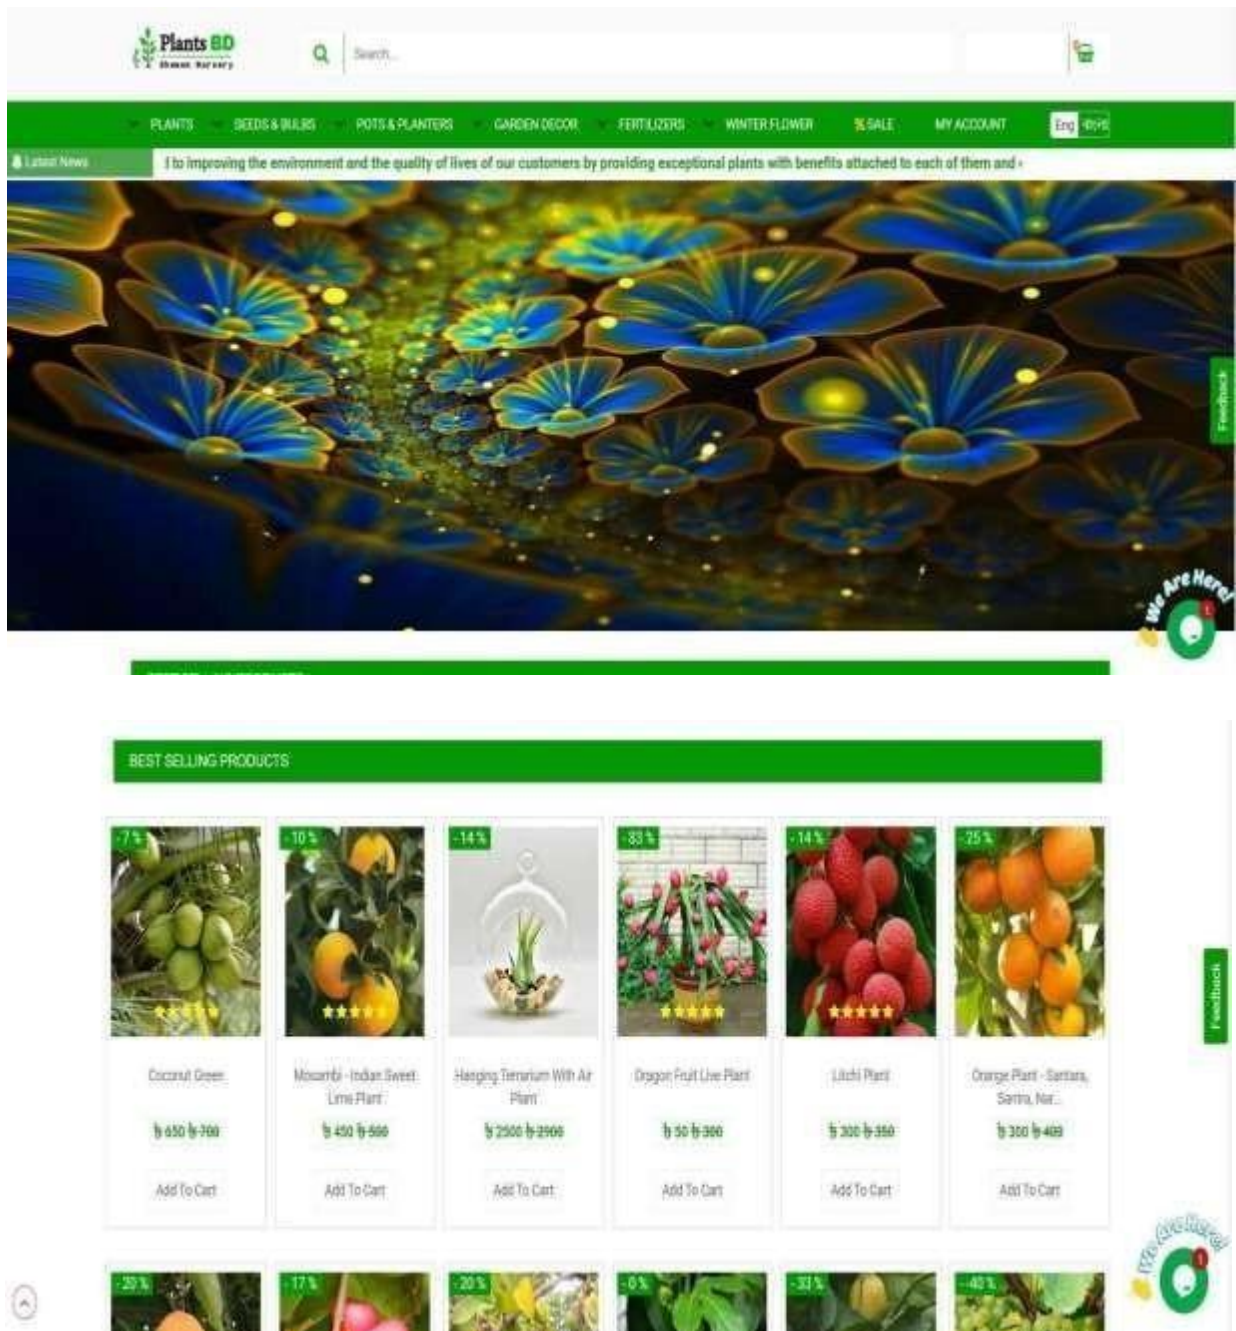 Plants BD
Search...
PLANTS SEEDS & BULBS POTS & PLANTERS GARDEN DECOR FERTILIZERS WINTER FLOWER %SALE MY ACCOUNT Eng বাংলা
Latest News to improving the environment and the quality of lives of our customers by providing exceptional plants with benefits attached to each of them and
Feedback
We Are Here!
1
BEST SELLING PRODUCTS
-7% -10% -14% -83% -14% -25%
Feedback
Coconut Green Mosambi - Indian Sweet Hanging Terrarium With Air Dragon Fruit Live Plant Litchi Plant Orange Plant - Santara,
Lime Plant Plant
৳ 650 ৳ 700 ৳ 450 ৳ 500 ৳ 2500 ৳ 2900 ৳ 50 ৳ 300 ৳ 300 ৳ 350 ৳ 300 ৳
Add To Cart Add To Cart Add To Cart Add To Cart Add To Cart Add To Cart
We Are Here!
1
-20% -17% -20% -0% -33% -40%